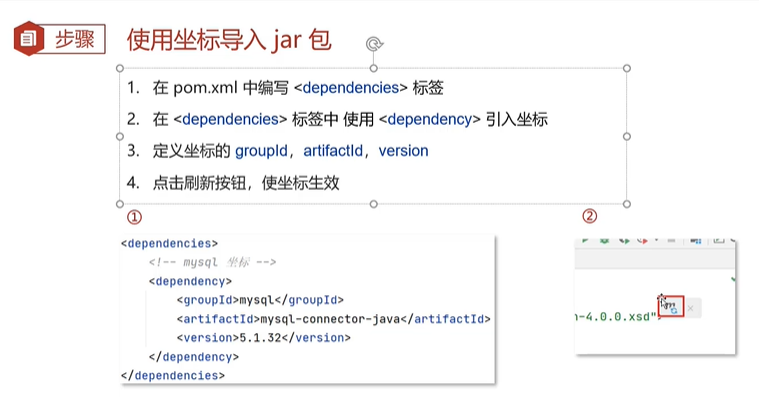 步骤
使用坐标导入 jar 包
1. 在 pom.xml 中编写 <dependencies> 标签
2. 在 <dependencies> 标签中 使用 <dependency> 引入坐标
3. 定义坐标的 groupId，artifactId，version
4. 点击刷新按钮，使坐标生效
①
<dependencies>
<!-- mysql 坐标 -->
<dependency>
<groupId>mysql</groupId>
<artifactId>mysql-connector-java</artifactId>
<version>5.1.32</version>
</dependency>
</dependencies>
②
-4.0.0.xsd"